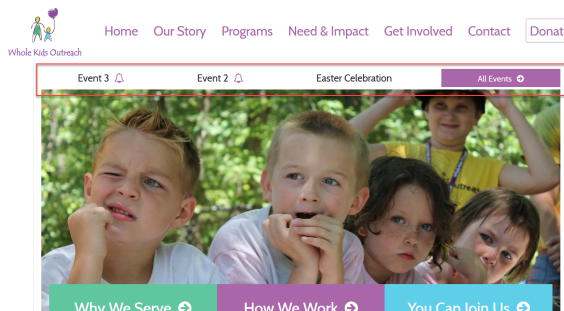 Whole Kids Outreach
Home Our Story Programs Need & Impact Get Involved Contact Donat
Event 3 Event 2 Easter Celebration All Events
Why We Serve How We Work You Can Join Us